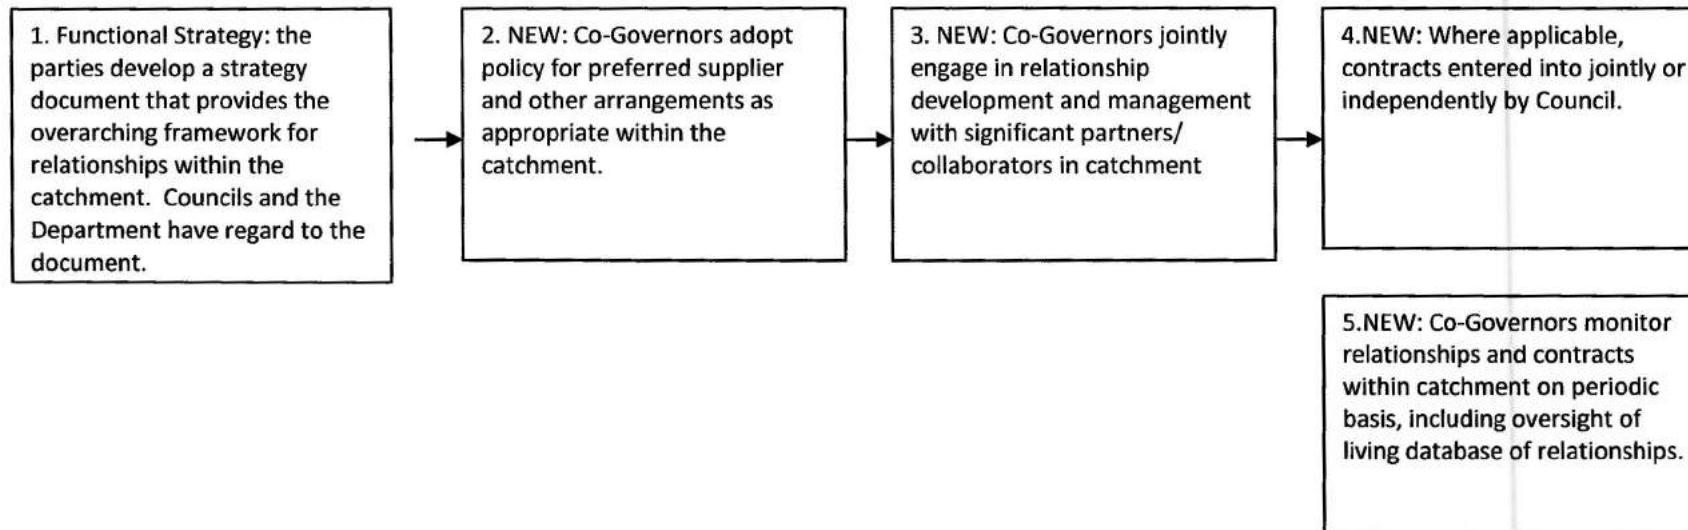 1. Functional Strategy: the
parties develop a strategy
document that provides the
overarching framework for
relationships within the
catchment.  Councils and the
Department have regard to the
document.
2. NEW: Co-Governors adopt
policy for preferred supplier
and other arrangements as
appropriate within the
catchment.
3. NEW: Co-Governors jointly
engage in relationship
development and management
with significant partners/
collaborators in catchment
4.NEW: Where applicable,
contracts entered into jointly or
independently by Council.
5.NEW: Co-Governors monitor
relationships and contracts
within catchment on periodic
basis, including oversight of
living database of relationships.